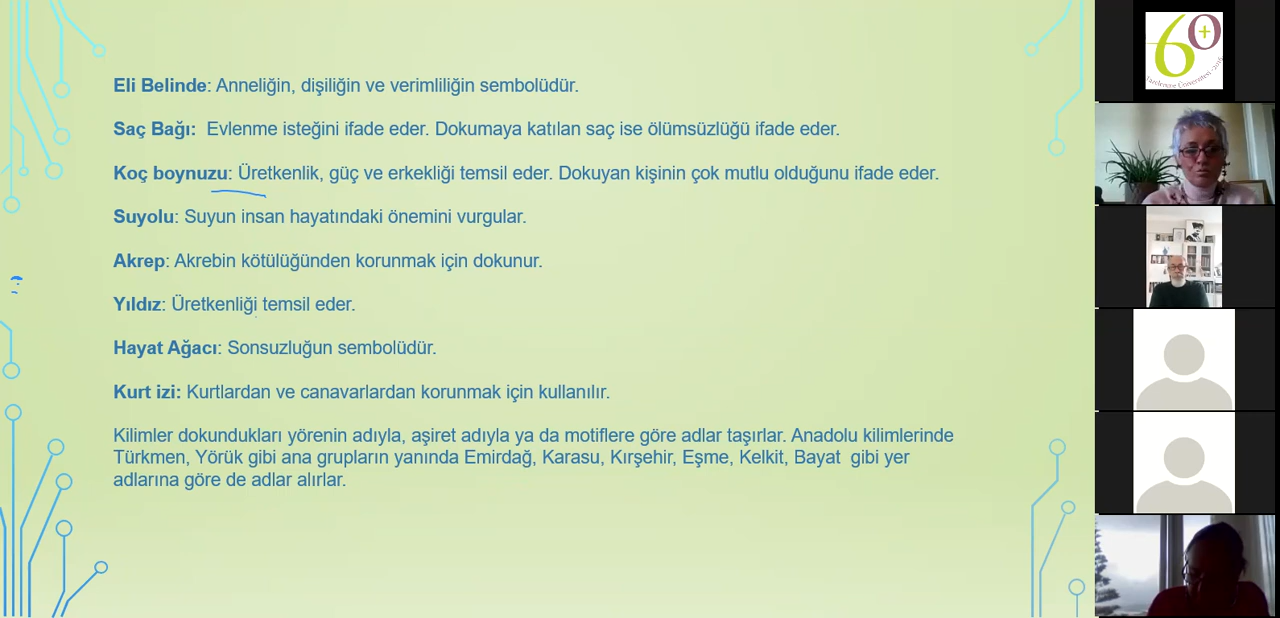 Eli Belinde: Anneliğin, dişiliğin ve verimliliğin sembolüdür.
Saç Bağı: Evlenme isteğini ifade eder. Dokumaya katılan saç ise ölümsüzlüğü ifade eder.
Koç boynuzu: Üretkenlik, güç ve erkekliği temsil eder. Dokuyan kişinin çok mutlu olduğunu ifade eder.
Suyolu: Suyun insan hayatındaki önemini vurgular.
Akrep: Akrebin kötülüğünden korunmak için dokunur.
Yıldız: Üretkenliği temsil eder.
Hayat Ağacı: Sonsuzluğun sembolüdür.
Kurt izi: Kurtlardan ve canavarlardan korunmak için kullanılır.
Kilimler dokundukları yörenin adıyla, aşiret adıyla ya da motiflere göre adlar taşırlar. Anadolu kilimlerinde
Türkmen, Yörük gibi ana grupların yanında Emirdağ, Karasu, Kırşehir, Eşme, Kelkit, Bayat gibi yer
adlarına göre de adlar alırlar.
60+